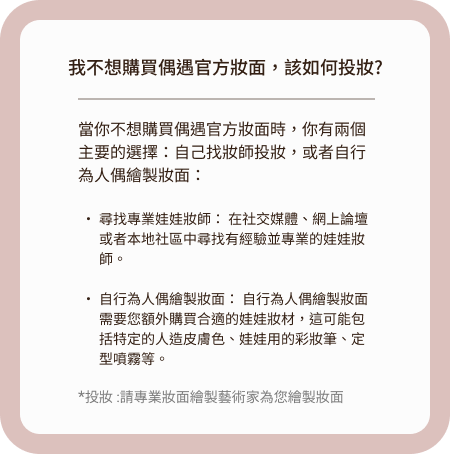 我不想購買偶遇官方妝面，該如何投妝?
當你不想購買偶遇官方妝面時，你有兩個
主要的選擇：自己找妝師投妝，或者自行
為人偶繪製妝面：
• 尋找專業娃娃妝師： 在社交媒體、網上論壇
或者本地社區中尋找有經驗並專業的娃娃妝
師。
• 自行為人偶繪製妝面： 自行為人偶繪製妝面
需要您額外購買合適的娃娃妝材，這可能包
括特定的人造皮膚色、娃娃用的彩妝筆、定
型噴霧等。
*投妝 :請專業妝面繪製藝術家為您繪製妝面